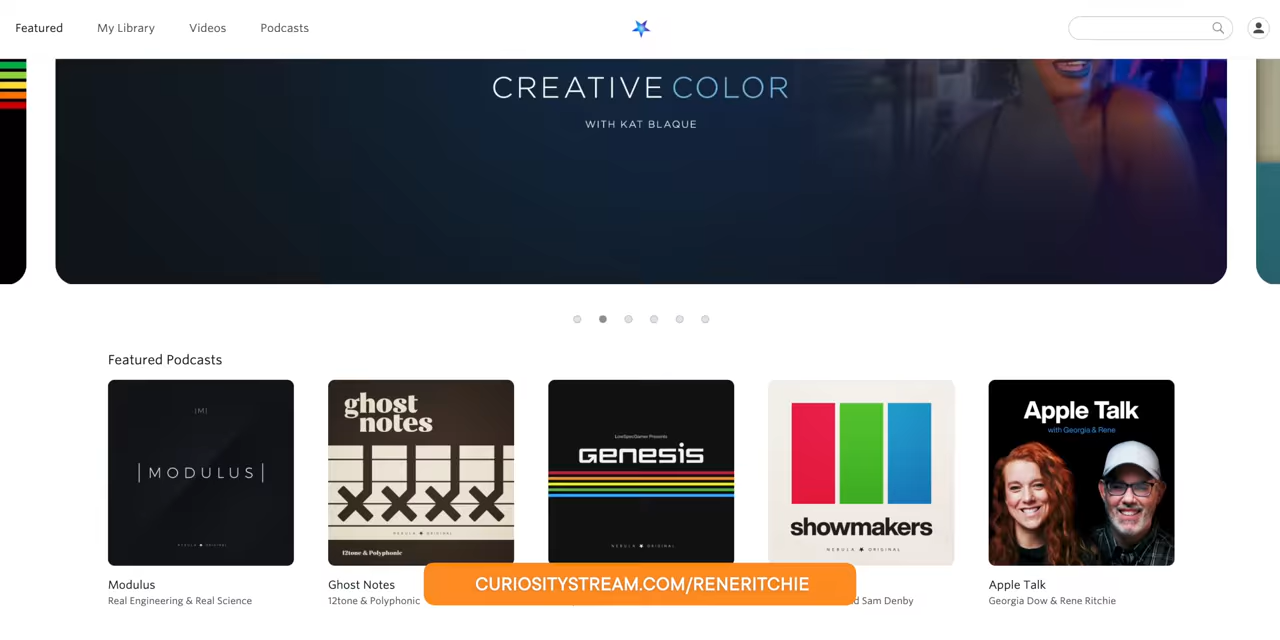 Featured
My Library
Videos
Podcasts
CREATIVE COLOR
WITH KAT BLAQUE
Featured Podcasts
|M|
|MODULUS|
NEBULA ORIGINAL
ghost
notes
NEBULA ORIGINAL
12tone & Polyphonic
LowSpecGamer Presents
GENESIS
NEBULA ORIGINAL
showmakers
NEBULA ORIGINAL
Apple Talk
with Georgia & Rene
Modulus
Real Engineering & Real Science
Ghost Notes
12tone & Polyphonic
CURIOSITYSTREAM.COM/RENERITCHIE
Sam Denby
Apple Talk
Georgia Dow & Rene Ritchie